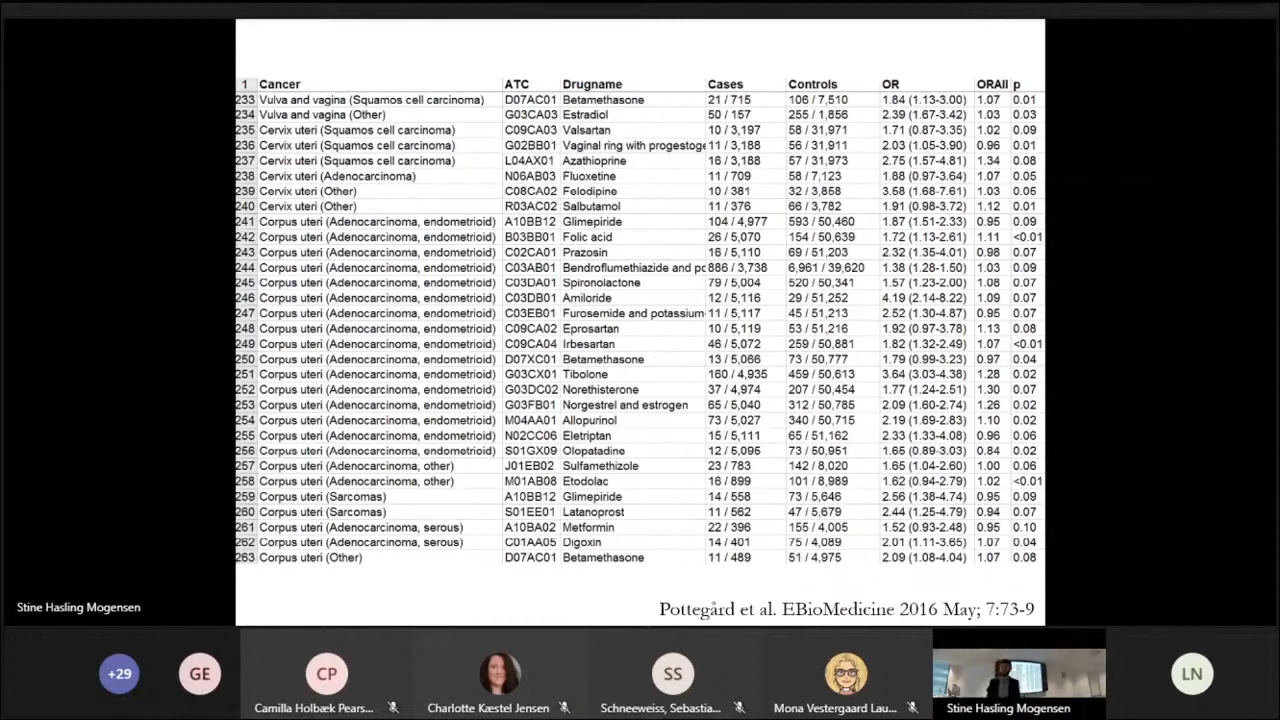 1 Cancer ATC Drugname Cases Controls OR ORAll p
233 Vulva and vagina (Squamos cell carcinoma) D07AC01 Betamethasone 21 / 715 106 / 7,510 1.84 (1.13-3.00) 1.07 0.01
234 Vulva and vagina (Other) G03CA03 Estradiol 50 / 157 255 / 1,856 2.39 (1.67-3.42) 1.03 0.03
235 Cervix uteri (Squamos cell carcinoma) C09CA03 Valsartan 10 / 3,197 58 / 31,971 1.71 (0.87-3.35) 1.02 0.09
236 Cervix uteri (Squamos cell carcinoma) G02BB01 Vaginal ring with progestoge 11 / 3,188 56 / 31,911 2.03 (1.05-3.90) 0.96 0.01
237 Cervix uteri (Squamos cell carcinoma) L04AX01 Azathioprine 16 / 3,188 57 / 31,973 2.75 (1.57-4.81) 1.34 0.08
238 Cervix uteri (Adenocarcinoma) N06AB03 Fluoxetine 11 / 709 58 / 7,123 1.88 (0.97-3.64) 1.07 0.05
239 Cervix uteri (Other) C08CA02 Felodipine 10 / 381 32 / 3,858 3.58 (1.68-7.61) 1.03 0.05
240 Cervix uteri (Other) R03AC02 Salbutamol 11 / 376 66 / 3,782 1.91 (0.98-3.72) 1.12 0.01
241 Corpus uteri (Adenocarcinoma, endometrioid) A10BB12 Glimepiride 104 / 4,977 593 / 50,460 1.87 (1.51-2.33) 0.95 0.09
242 Corpus uteri (Adenocarcinoma, endometrioid) B03BB01 Folic acid 26 / 5,070 154 / 50,639 1.72 (1.13-2.61) 1.11 <0.01
243 Corpus uteri (Adenocarcinoma, endometrioid) C02CA01 Prazosin 16 / 5,110 69 / 51,203 2.32 (1.35-4.01) 0.98 0.07
244 Corpus uteri (Adenocarcinoma, endometrioid) C03AB01 Bendroflumethiazide and po 886 / 3,738 6,961 / 39,620 1.38 (1.28-1.50) 1.03 0.09
245 Corpus uteri (Adenocarcinoma, endometrioid) C03DA01 Spironolactone 79 / 5,004 520 / 50,341 1.57 (1.23-2.00) 1.08 0.07
246 Corpus uteri (Adenocarcinoma, endometrioid) C03DB01 Amiloride 12 / 5,116 29 / 51,252 4.19 (2.14-8.22) 1.09 0.07
247 Corpus uteri (Adenocarcinoma, endometrioid) C03EB01 Furosemide and potassium- 11 / 5,117 45 / 51,213 2.52 (1.30-4.87) 0.95 0.07
248 Corpus uteri (Adenocarcinoma, endometrioid) C09CA02 Eprosartan 10 / 5,119 53 / 51,216 1.92 (0.97-3.78) 1.13 0.08
249 Corpus uteri (Adenocarcinoma, endometrioid) C09CA04 Irbesartan 46 / 5,072 259 / 50,881 1.82 (1.32-2.49) 1.07 <0.01
250 Corpus uteri (Adenocarcinoma, endometrioid) D07XC01 Betamethasone 13 / 5,066 73 / 50,777 1.79 (0.99-3.23) 0.97 0.04
251 Corpus uteri (Adenocarcinoma, endometrioid) G03CX01 Tibolone 160 / 4,935 459 / 50,613 3.64 (3.03-4.38) 1.28 0.02
252 Corpus uteri (Adenocarcinoma, endometrioid) G03DC02 Norethisterone 37 / 4,974 207 / 50,454 1.77 (1.24-2.51) 1.30 0.07
253 Corpus uteri (Adenocarcinoma, endometrioid) G03FB01 Norgestrel and estrogen 65 / 5,040 312 / 50,785 2.09 (1.60-2.74) 1.26 0.02
254 Corpus uteri (Adenocarcinoma, endometrioid) M04AA01 Allopurinol 73 / 5,027 340 / 50,715 2.19 (1.69-2.83) 1.10 0.02
255 Corpus uteri (Adenocarcinoma, endometrioid) N02CC06 Eletriptan 15 / 5,111 65 / 51,162 2.33 (1.33-4.08) 0.96 0.06
256 Corpus uteri (Adenocarcinoma, endometrioid) S01GX09 Olopatadine 12 / 5,095 73 / 50,951 1.65 (0.89-3.03) 0.84 0.02
257 Corpus uteri (Adenocarcinoma, other) J01EB02 Sulfamethizole 23 / 783 142 / 8,020 1.65 (1.04-2.60) 1.00 0.06
258 Corpus uteri (Adenocarcinoma, other) M01AB08 Etodolac 16 / 899 101 / 8,989 1.62 (0.94-2.79) 1.02 <0.01
259 Corpus uteri (Sarcomas) A10BB12 Glimepiride 14 / 558 73 / 5,646 2.56 (1.38-4.74) 0.95 0.09
260 Corpus uteri (Sarcomas) S01EE01 Latanoprost 11 / 562 47 / 5,679 2.44 (1.25-4.79) 0.94 0.07
261 Corpus uteri (Adenocarcinoma, serous) A10BA02 Metformin 22 / 396 155 / 4,005 1.52 (0.93-2.48) 0.95 0.10
262 Corpus uteri (Adenocarcinoma, serous) C01AA05 Digoxin 14 / 401 75 / 4,089 2.01 (1.11-3.65) 1.07 0.04
263 Corpus uteri (Other) D07AC01 Betamethasone 11 / 489 51 / 4,975 2.09 (1.08-4.04) 1.07 0.08
Pottegård et al. EBioMedicine 2016 May; 7:73-9
Stine Hasling Mogensen
+29 GE CP SS LN
Camilla Holbæk Pears... Charlotte Kæstel Jensen Schneeweiss, Sebastia... Mona Vestergaard Lau... Stine Hasling Mogensen